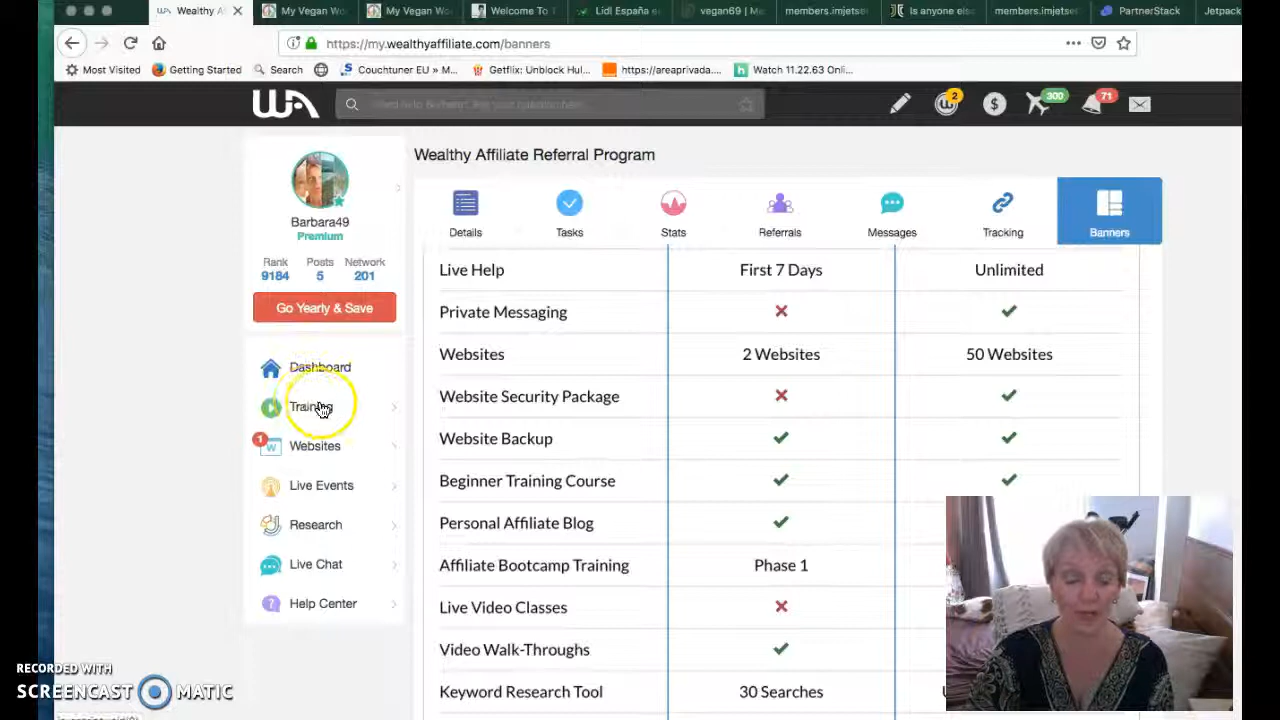 Wealthy A
My Vegan Wo
My Vegan Wo
Welcome To T
Lidl España e
vegan69 | Me
members.imjetse
Is anyone else
members.imjetse
PartnerStack
Jetpack
https://my.wealthyaffiliate.com/banners
Most Visited
Getting Started
Search
Couchtuner EU » M...
Getflix: Unblock Hul...
https://areaprivada....
Watch 11.22.63 Onlin...
WA
2
300
71
Barbara49
Premium
Rank Posts Network
9184 5 201
Go Yearly & Save
Dashboard
Training
1
Websites
Live Events
Research
Live Chat
Help Center
Wealthy Affiliate Referral Program
Details Tasks Stats Referrals Messages Tracking Banners
Live Help First 7 Days Unlimited
Private Messaging
Websites 2 Websites 50 Websites
Website Security Package
Website Backup
Beginner Training Course
Personal Affiliate Blog
Affiliate Bootcamp Training Phase 1
Live Video Classes
Video Walk-Throughs
Keyword Research Tool 30 Searches
RECORDED WITH
SCREENCAST MATIC